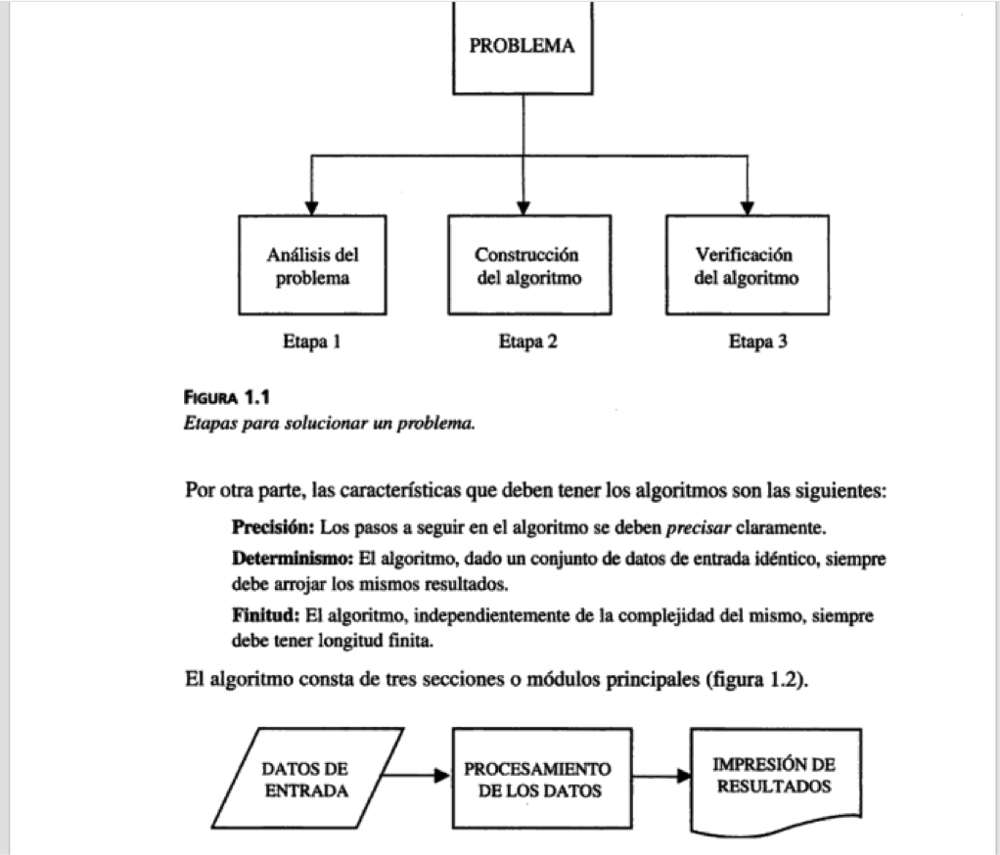 PROBLEMA
Análisis del
problema
Construcción
del algoritmo
Verificación
del algoritmo
Etapa 1
Etapa 2
Etapa 3
FIGURA 1.1
Etapas para solucionar un problema.
Por otra parte, las características que deben tener los algoritmos son las siguientes:
Precisión: Los pasos a seguir en el algoritmo se deben precisar claramente.
Determinismo: El algoritmo, dado un conjunto de datos de entrada idéntico, siempre
debe arrojar los mismos resultados.
Finitud: El algoritmo, independientemente de la complejidad del mismo, siempre
debe tener longitud finita.
El algoritmo consta de tres secciones o módulos principales (figura 1.2).
DATOS DE
ENTRADA
PROCESAMIENTO
DE LOS DATOS
IMPRESIÓN DE
RESULTADOS